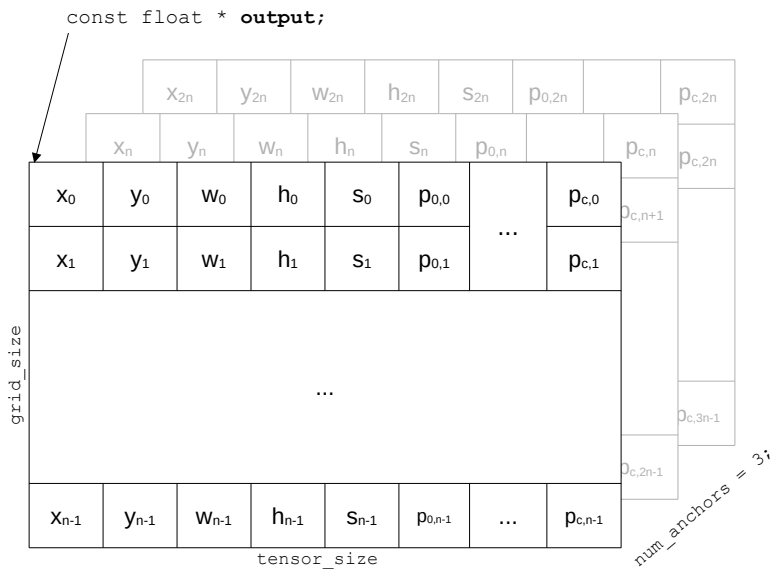 const float * output;
x2n y2n w2n h2n s2n p0,2n pc,2n
xn yn wn hn sn p0,n pc,n pc,2n
x0 y0 w0 h0 s0 p0,0 ... pc,0 pc,n+1
x1 y1 w1 h1 s1 p0,1 pc,1
grid_size
...
pc,3n-1
pc,2n-1
xn-1 yn-1 wn-1 hn-1 sn-1 p0,n-1 ... pc,n-1
tensor_size
num_anchors = 3;